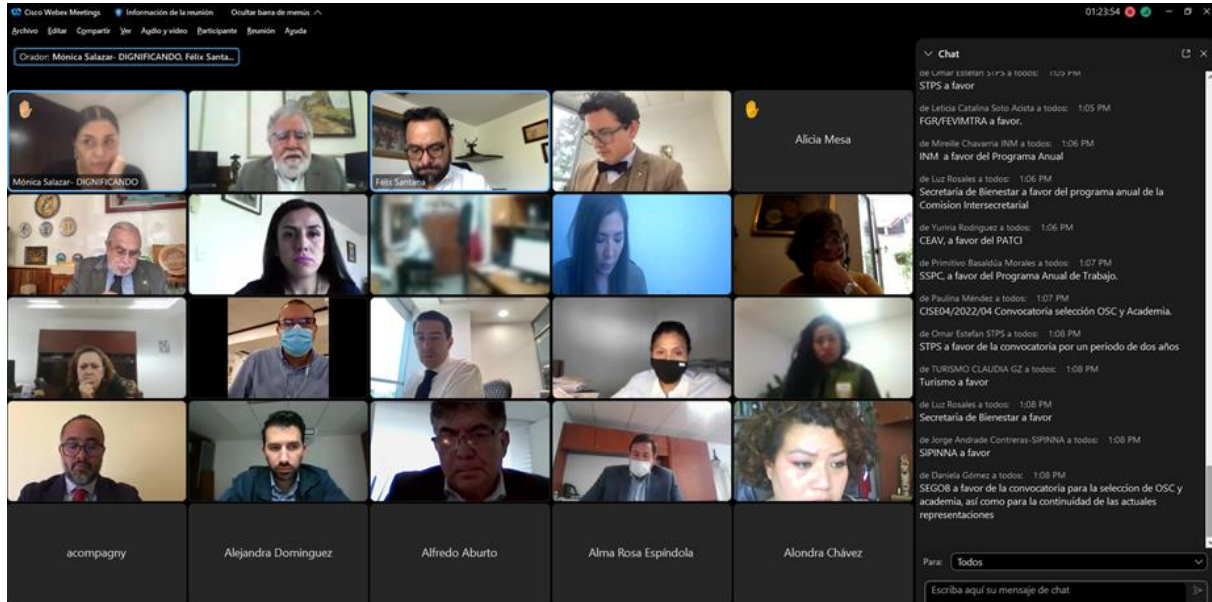 Cisco Webex Meetings
Información de la reunión
Ocultar barra de menús
01:23:54
Archivo Editar Compartir Ver Audio y video Participante Reunión Ayuda
Orador: Mónica Salazar- DIGNIFICANDO, Félix Santa...
Mónica Salazar- DIGNIFICANDO
Félix Santana
Alicia Mesa
acompagny
Alejandra Dominguez
Alfredo Aburto
Alma Rosa Espíndola
Alondra Chávez
Chat
de Omar Estefan STPS a todos: 1:05 PM
STPS a favor
de Leticia Catalina Soto Acista a todos: 1:05 PM
FGR/FEVIMTRA a favor.
de Mireille Chavarria INM a todos: 1:06 PM
INM a favor del Programa Anual
de Luz Rosales a todos: 1:06 PM
Secretaria de Bienestar a favor del programa anual de la
Comision Intersecretarial
de Yuriria Rodriguez a todos: 1:06 PM
CEAV, a favor del PATCI
de Primitivo Basaldúa Morales a todos: 1:07 PM
SSPC, a favor del Programa Anual de Trabajo.
de Paulina Méndez a todos: 1:07 PM
CISE04/2022/04 Convocatoria selección OSC y Academia.
de Omar Estefan STPS a todos: 1:08 PM
STPS a favor de la convocatoria por un periodo de dos años
de TURISMO CLAUDIA GZ a todos: 1:08 PM
Turismo a favor
de Luz Rosales a todos: 1:08 PM
Secretaria de Bienestar a favor
de Jorge Andrade Contreras-SIPINNA a todos: 1:08 PM
SIPINNA a favor
de Daniela Gómez a todos: 1:08 PM
SEGOB a favor de la convocatoria para la seleccion de OSC y
academia, así como para la continuidad de las actuales
representaciones
Para: Todos
Escriba aquí su mensaje de chat